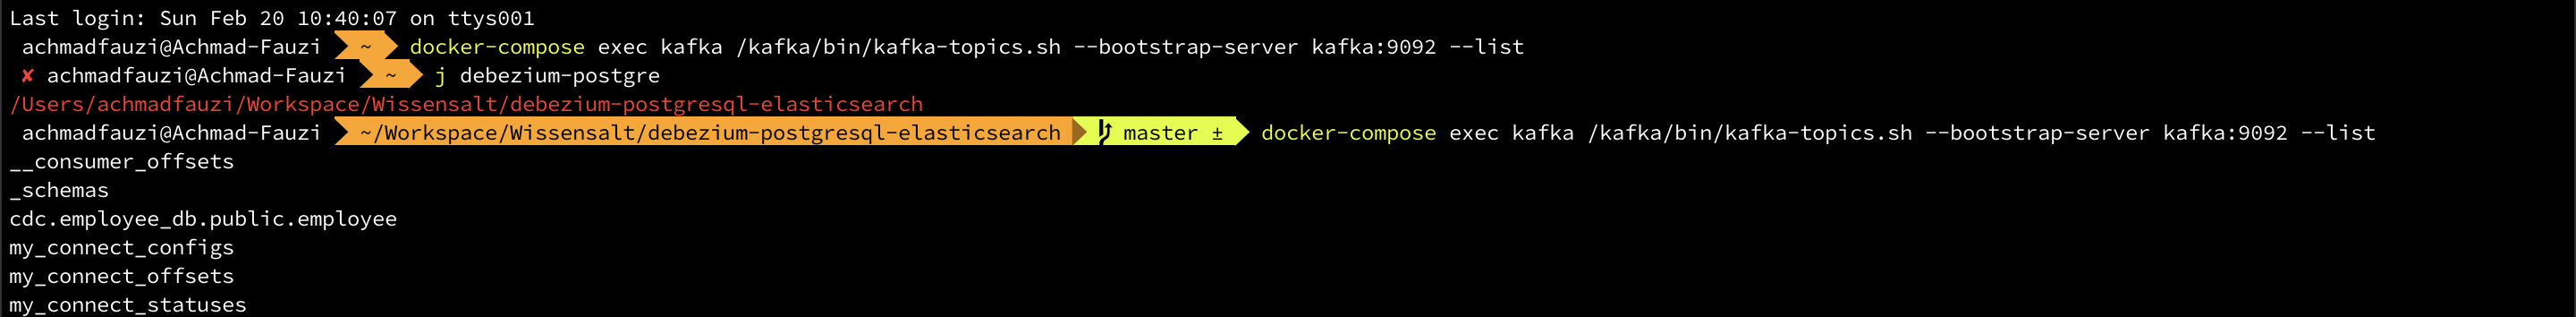 Last login: Sun Feb 20 10:40:07 on ttys001
achmadfauzi@Achmad-Fauzi ~ docker-compose exec kafka /kafka/bin/kafka-topics.sh --bootstrap-server kafka:9092 --list
✘ achmadfauzi@Achmad-Fauzi ~ j debezium-postgre
/Users/achmadfauzi/Workspace/Wissensalt/debezium-postgresql-elasticsearch
achmadfauzi@Achmad-Fauzi ~/Workspace/Wissensalt/debezium-postgresql-elasticsearch master ± docker-compose exec kafka /kafka/bin/kafka-topics.sh --bootstrap-server kafka:9092 --list
__consumer_offsets
_schemas
cdc.employee_db.public.employee
my_connect_configs
my_connect_offsets
my_connect_statuses